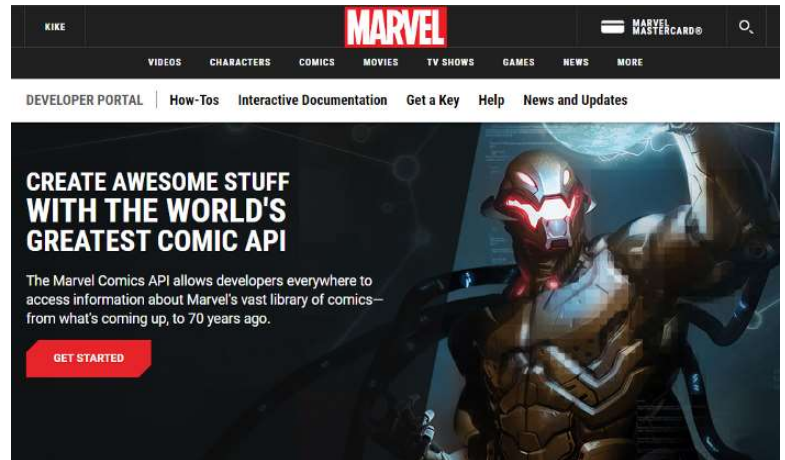 KIKE
MARVEL
MARVEL
MASTERCARD®
VIDEOS CHARACTERS COMICS MOVIES TV SHOWS GAMES NEWS MORE
DEVELOPER PORTAL How-Tos Interactive Documentation Get a Key Help News and Updates
CREATE AWESOME STUFF
WITH THE WORLD'S
GREATEST COMIC API
The Marvel Comics API allows developers everywhere to
access information about Marvel's vast library of comics—
from what's coming up, to 70 years ago.
GET STARTED